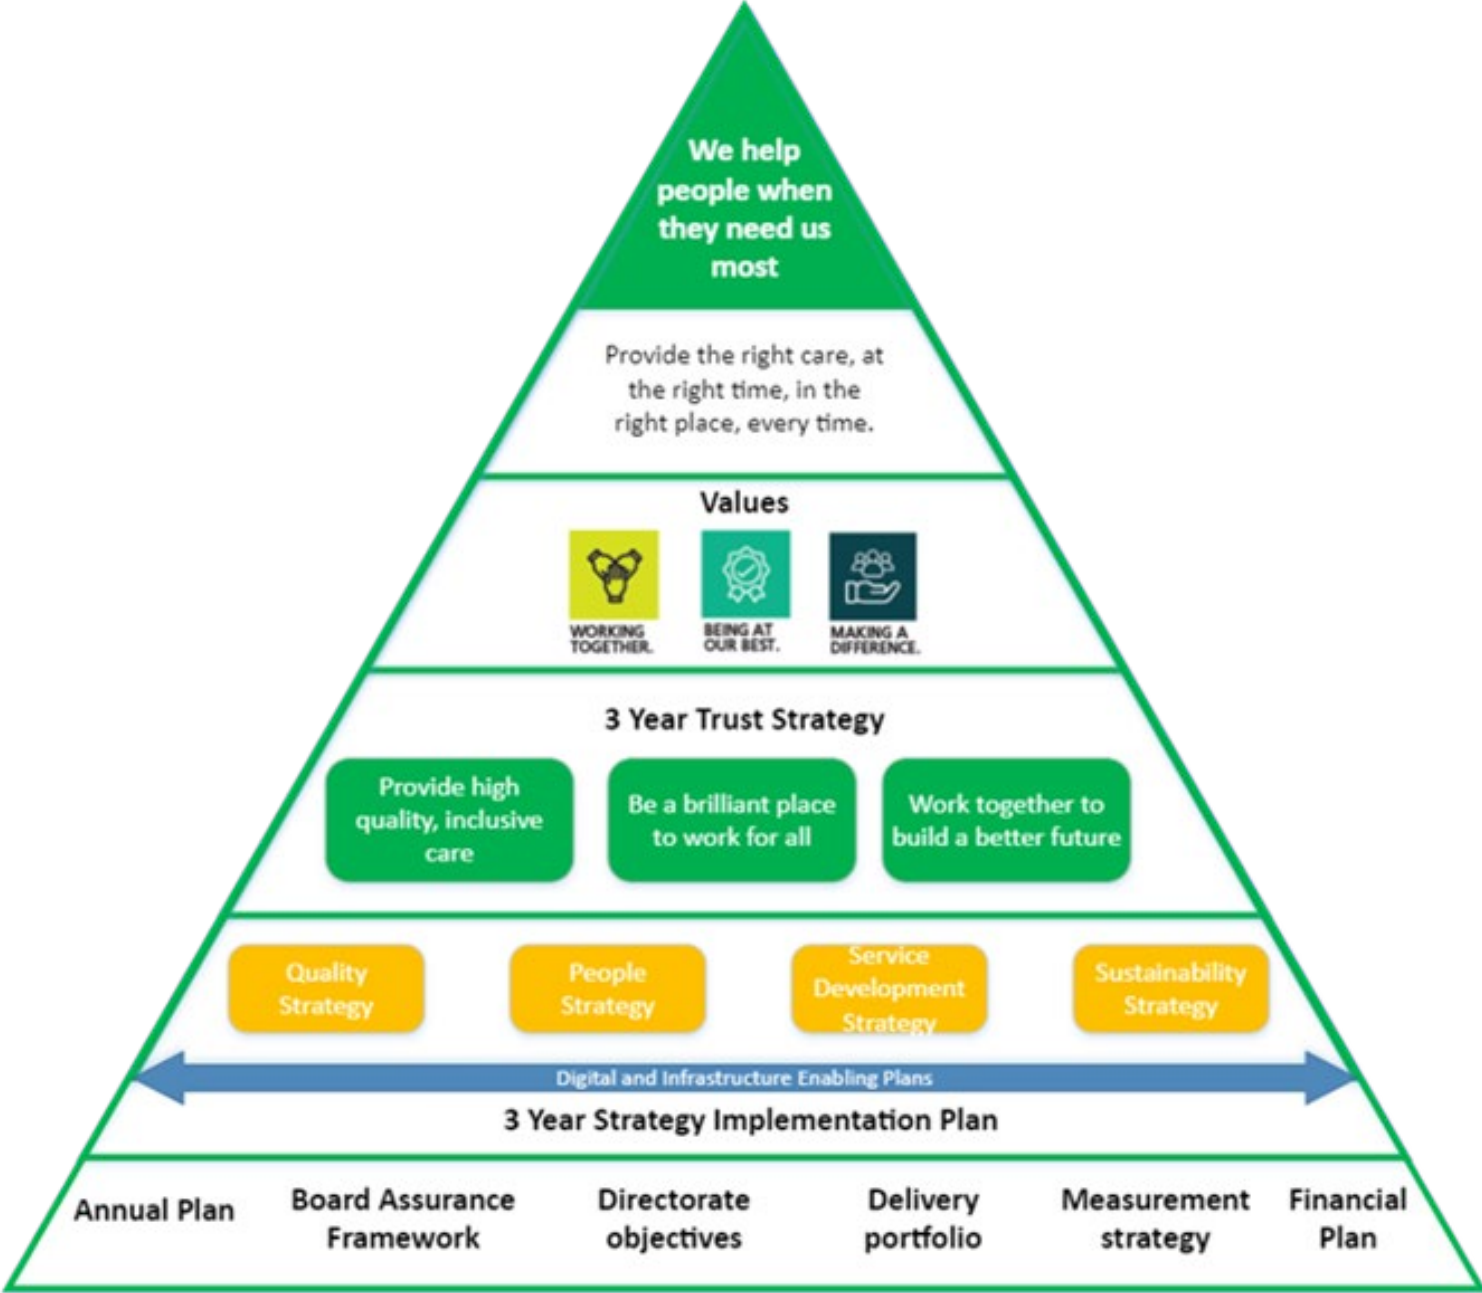 We help
people when
they need us
most
Provide the right care, at
the right time, in the
right place, every time.
Values
WORKING
TOGETHER.
BEING AT
OUR BEST.
MAKING A
DIFFERENCE.
3 Year Trust Strategy
Provide high
quality, inclusive
care
Be a brilliant place
to work for all
Work together to
build a better future
Quality
Strategy
People
Strategy
Service
Development
Strategy
Sustainability
Strategy
Digital and Infrastructure Enabling Plans
3 Year Strategy Implementation Plan
Annual Plan
Board Assurance
Framework
Directorate
objectives
Delivery
portfolio
Measurement
strategy
Financial
Plan